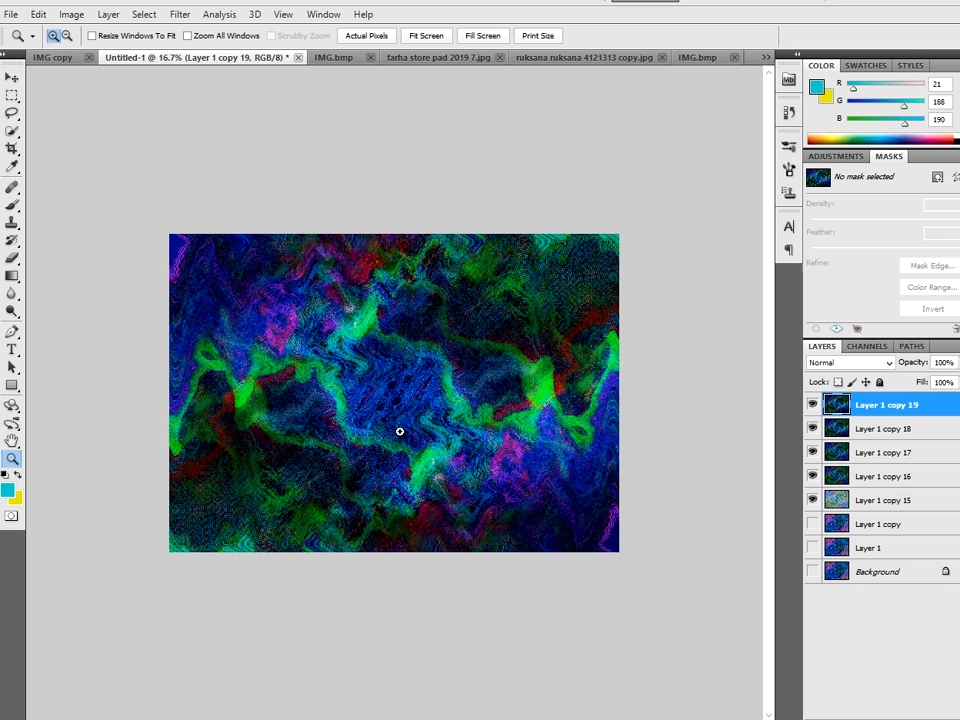 File Edit Image Layer Select Filter Analysis 3D View Window Help
Resize Windows To Fit Zoom All Windows Scrubby Zoom Actual Pixels Fit Screen Fill Screen Print Size
IMG copy Untitled-1 @ 16.7% (Layer 1 copy 19, RGB/8) * IMG.bmp farha store pad 2019 7.jpg ruksana ruksana 4121313 copy.jpg IMG.bmp
COLOR SWATCHES STYLES
R 21
G 188
B 190
ADJUSTMENTS MASKS
No mask selected
Density:
Feather:
Refine: Mask Edge...
Color Range...
Invert
LAYERS CHANNELS PATHS
Normal Opacity: 100%
Lock: Fill: 100%
Layer 1 copy 19
Layer 1 copy 18
Layer 1 copy 17
Layer 1 copy 16
Layer 1 copy 15
Layer 1 copy
Layer 1
Background